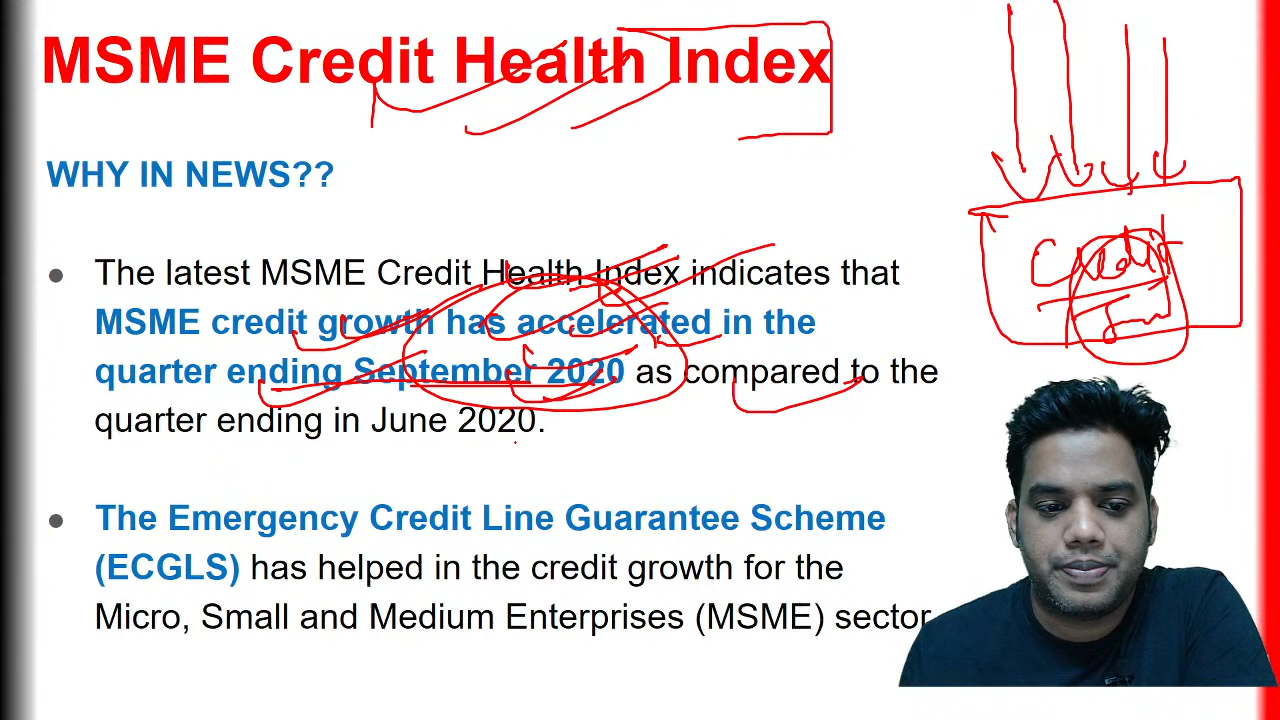 MSME Credit Health Index
WHY IN NEWS??
The latest MSME Credit Health Index indicates that
MSME credit growth has accelerated in the
quarter ending September 2020 as compared to the
quarter ending in June 2020.
The Emergency Credit Line Guarantee Scheme
(ECGLS) has helped in the credit growth for the
Micro, Small and Medium Enterprises (MSME) sector
Credit